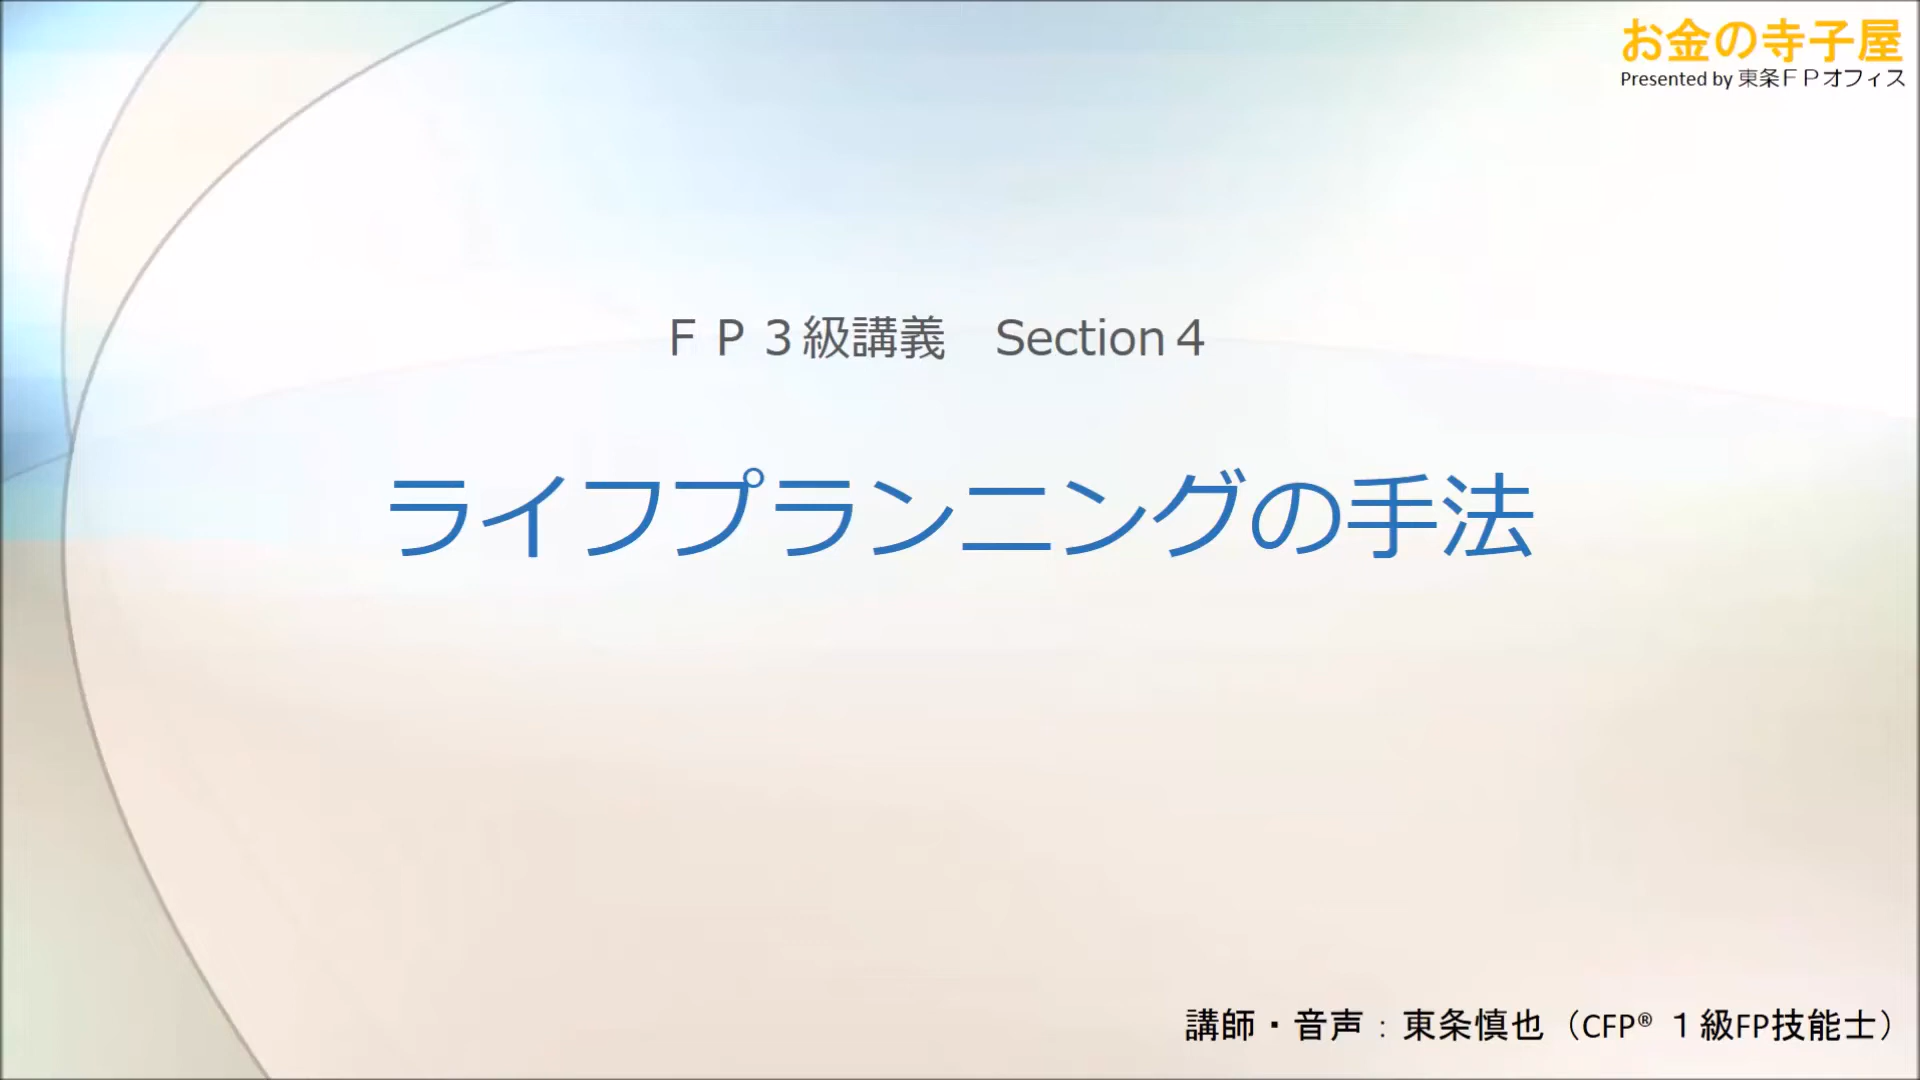 お金の寺子屋
Presented by 東条ＦＰオフィス
ＦＰ３級講義　Section４
ライフプランニングの手法
講師・音声：東条慎也（CFP® １級FP技能士）